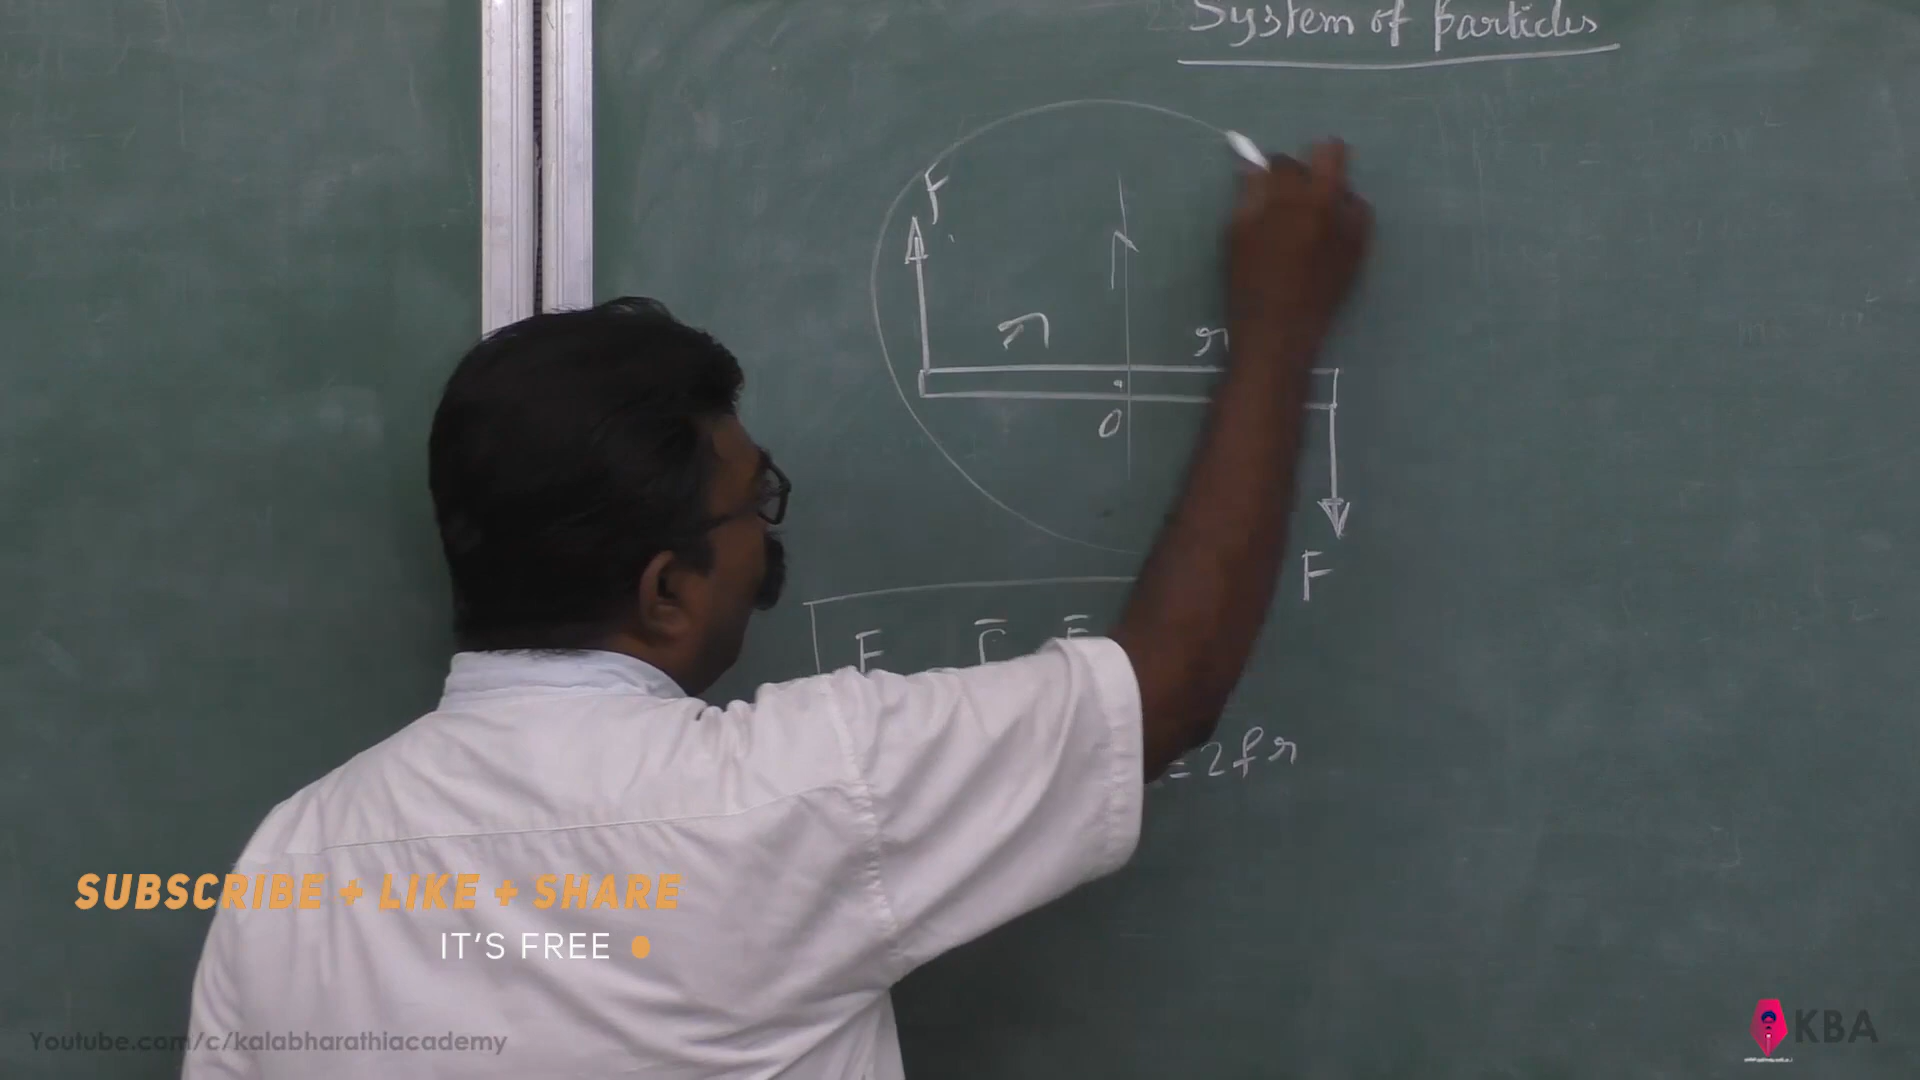 System of particles
F
r r
O
F
F
= 2fr
SUBSCRIBE + LIKE + SHARE
IT'S FREE
Youtube.com/c/kalabharathiacademy
KBA